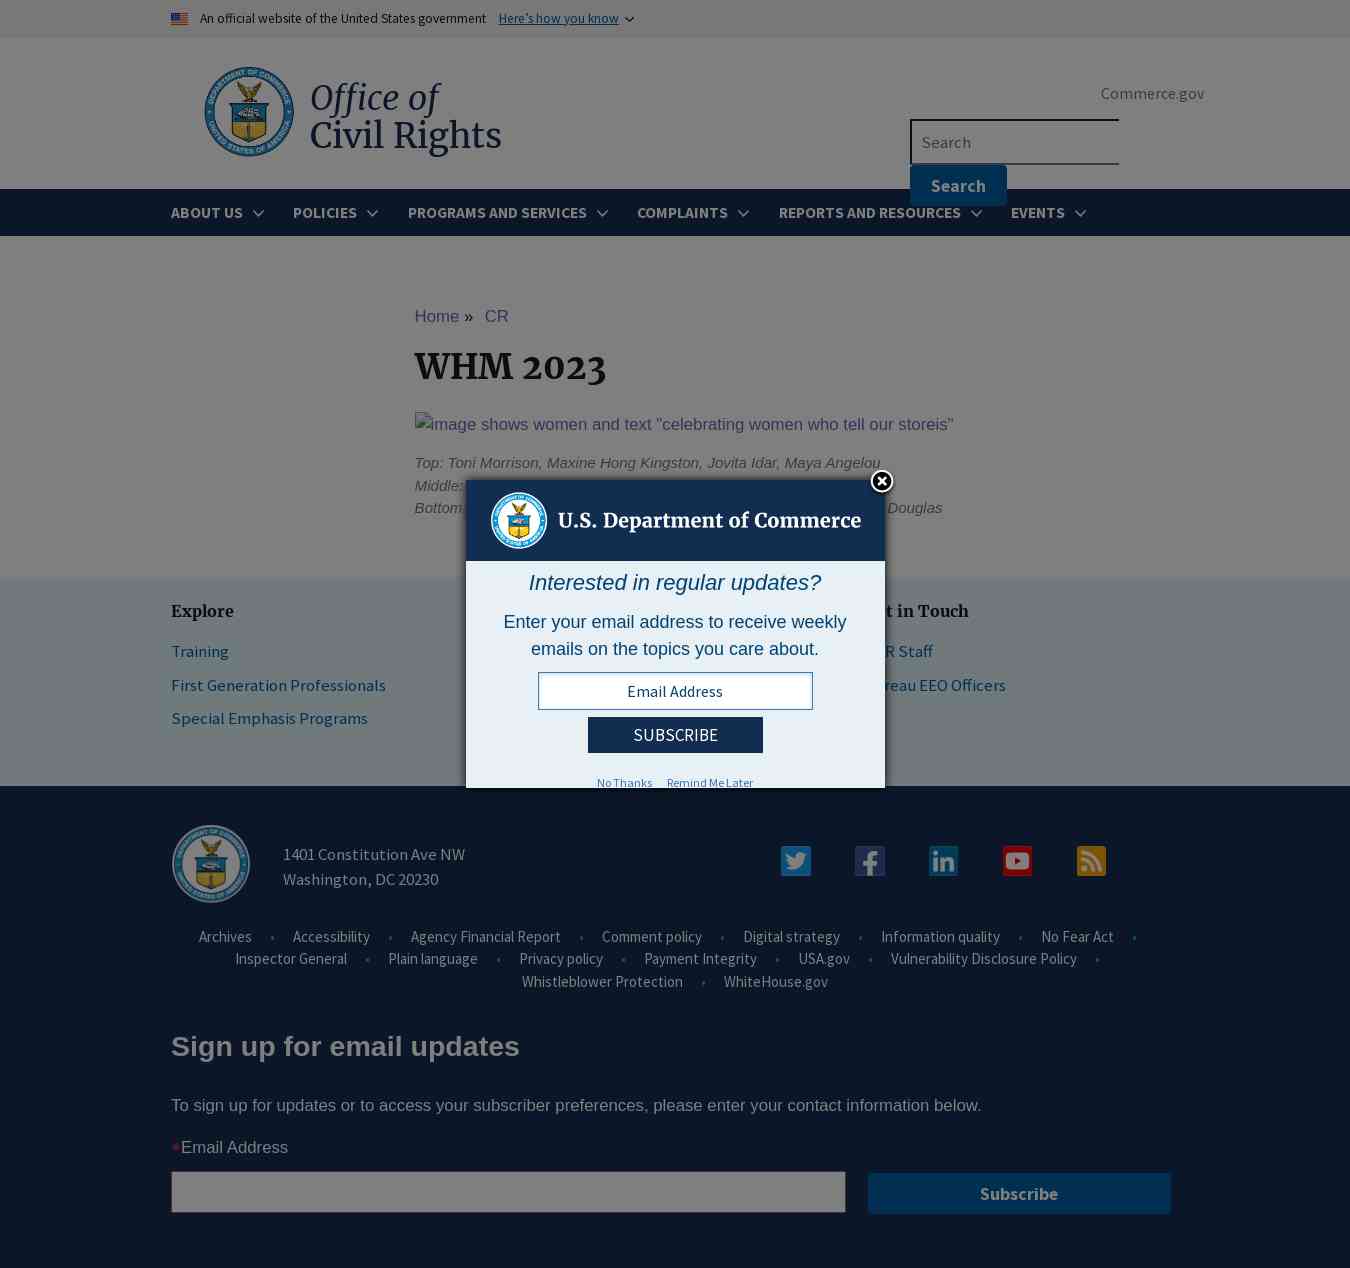 An official website of the United States government Here's how you know
Office of
Civil Rights
Commerce.gov
Search
Search
ABOUT US
POLICIES
PROGRAMS AND SERVICES
COMPLAINTS
REPORTS AND RESOURCES
EVENTS
Home » CR
WHM 2023
image shows women and text "celebrating women who tell our storeis"
Top: Toni Morrison, Maxine Hong Kingston, Jovita Idar, Maya Angelou
Middle:
Bottom Douglas
U.S. Department of Commerce
Interested in regular updates?
Enter your email address to receive weekly
emails on the topics you care about.
Email Address
SUBSCRIBE
No Thanks Remind Me Later
Explore
Training
First Generation Professionals
Special Emphasis Programs
t in Touch
R Staff
reau EEO Officers
1401 Constitution Ave NW
Washington, DC 20230
Archives • Accessibility • Agency Financial Report • Comment policy • Digital strategy • Information quality • No Fear Act •
Inspector General • Plain language • Privacy policy • Payment Integrity • USA.gov • Vulnerability Disclosure Policy •
Whistleblower Protection • WhiteHouse.gov
Sign up for email updates
To sign up for updates or to access your subscriber preferences, please enter your contact information below.
*Email Address
Subscribe